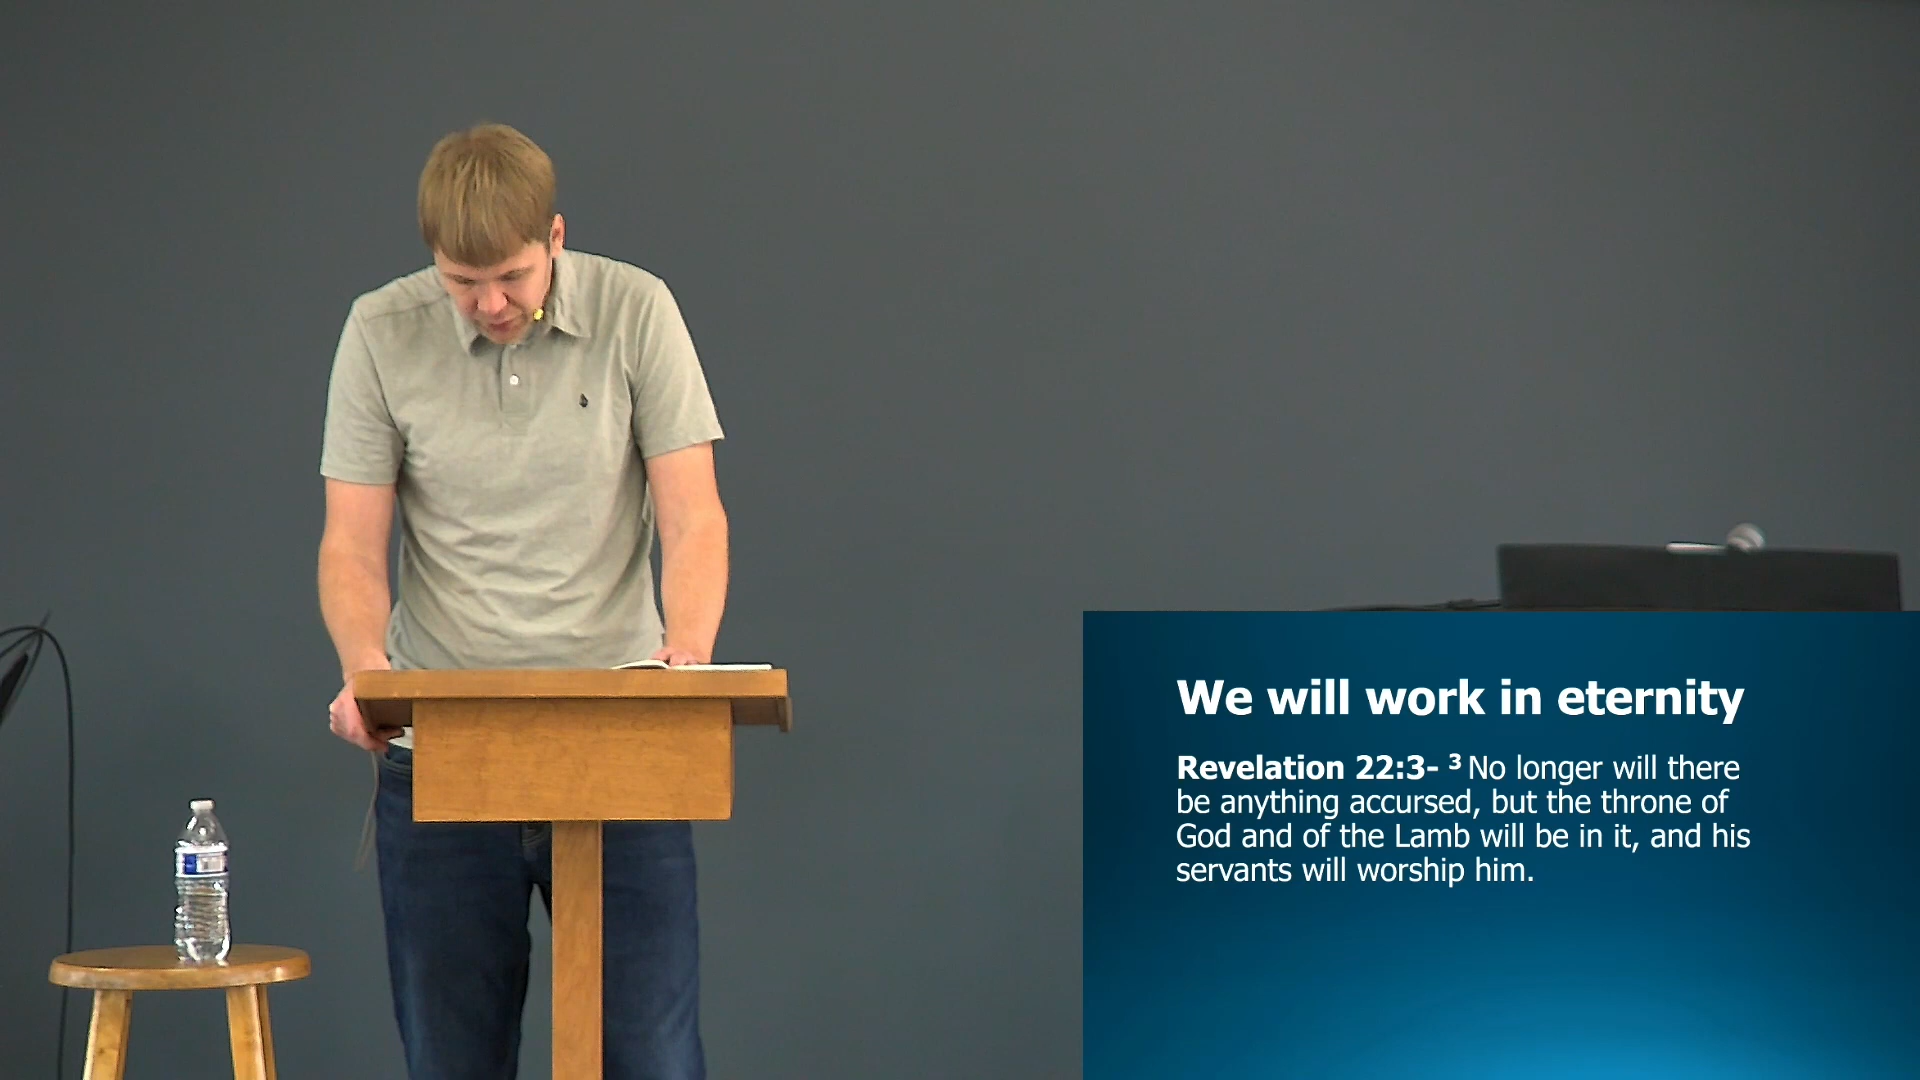 We will work in eternity
Revelation 22:3- ³ No longer will there
be anything accursed, but the throne of
God and of the Lamb will be in it, and his
servants will worship him.